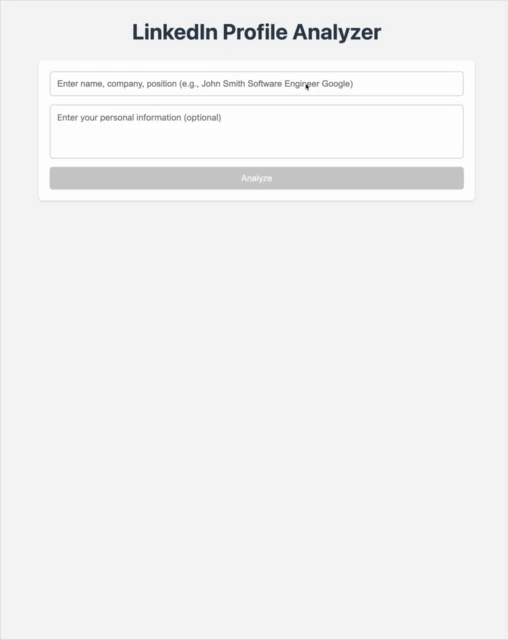 LinkedIn Profile Analyzer
Enter name, company, position (e.g., John Smith Software Engineer Google)
Enter your personal information (optional)
Analyze